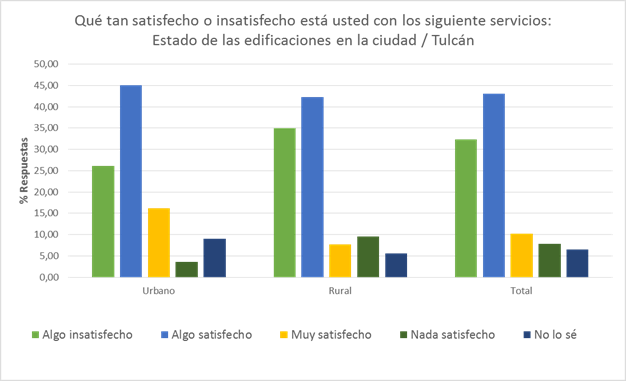 Qué tan satisfecho o insatisfecho está usted con los siguiente servicios:
Estado de las edificaciones en la ciudad / Tulcán
% Respuestas
50,00
45,00
40,00
35,00
30,00
25,00
20,00
15,00
10,00
5,00
0,00
Urbano Rural Total
Algo insatisfecho Algo satisfecho Muy satisfecho Nada satisfecho No lo sé